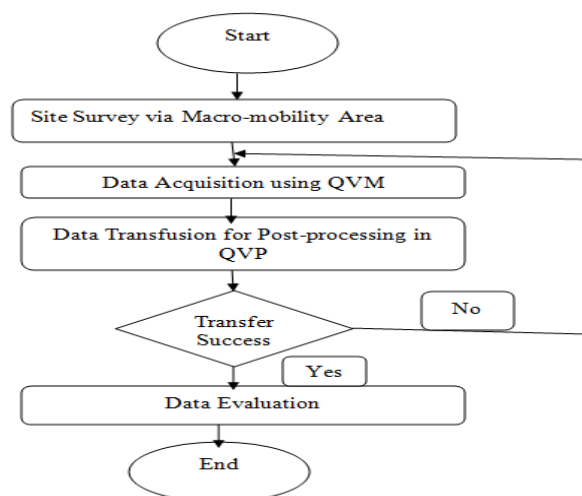 Start
Site Survey via Macro-mobility Area
Data Acquisition using QVM
Data Transfusion for Post-processing in
QVP
Transfer
Success
No
Yes
Data Evaluation
End